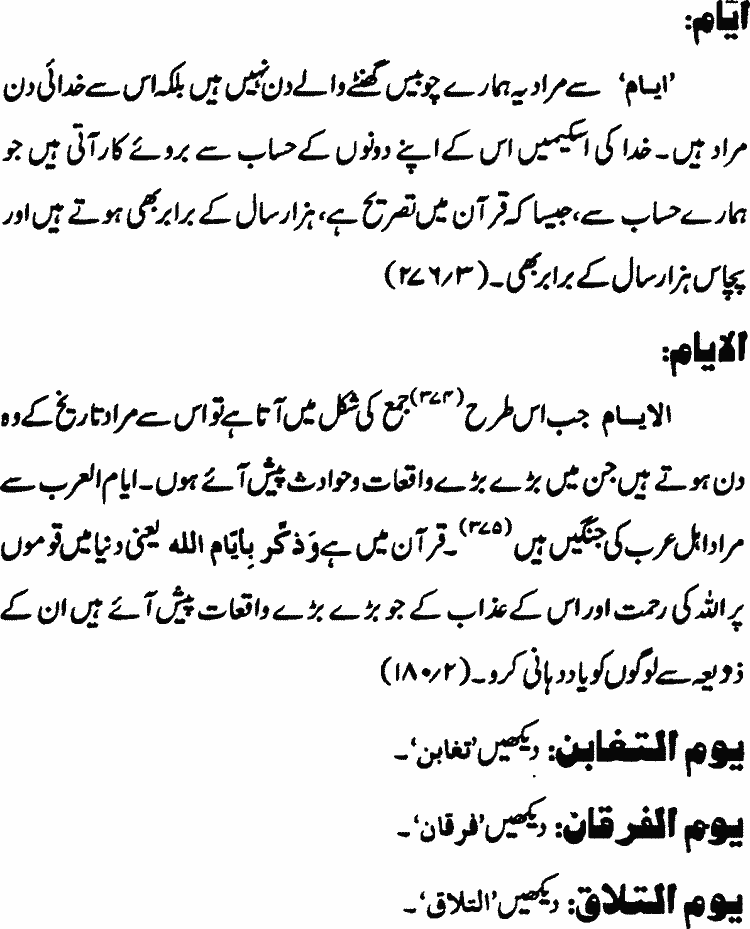 ایّام:
’ایام‘ سے مراد یہ ہمارے چوبیس گھنٹے والے دن نہیں ہیں بلکہ اس سے خدائی دن
مراد ہیں۔ خدا کی اسکیمیں اس کے اپنے دونوں کے حساب سے بروئے کار آتی ہیں جو
ہمارے حساب سے، جیسا کہ قرآن میں تصریح ہے، ہزار سال کے برابر بھی ہوتے ہیں اور
پچاس ہزار سال کے برابر بھی۔ (۲۷۶/۳)
الایام:
الایام جب اس طرح (۳۷۴) جمع کی شکل میں آتا ہے تو اس سے مراد تاریخ کے وہ
دن ہوتے ہیں جن میں بڑے بڑے واقعات و حوادث پیش آئے ہوں۔ ایام العرب سے
مراد اہل عرب کی جنگیں ہیں (۳۷۵)۔ قرآن میں ہے وَذَکِّر بِاَیّام الله یعنی دنیا میں قوموں
پر اللہ کی رحمت اور اس کے عذاب کے جو بڑے بڑے واقعات پیش آئے ہیں ان کے
ذریعہ سے لوگوں کو یاددہانی کرو۔ (۱۸۰/۲)
یوم التغابن: دیکھیں ’تغابن‘۔
یوم الفرقان: دیکھیں ’فرقان‘۔
یوم التلاق: دیکھیں ’التلاق‘۔